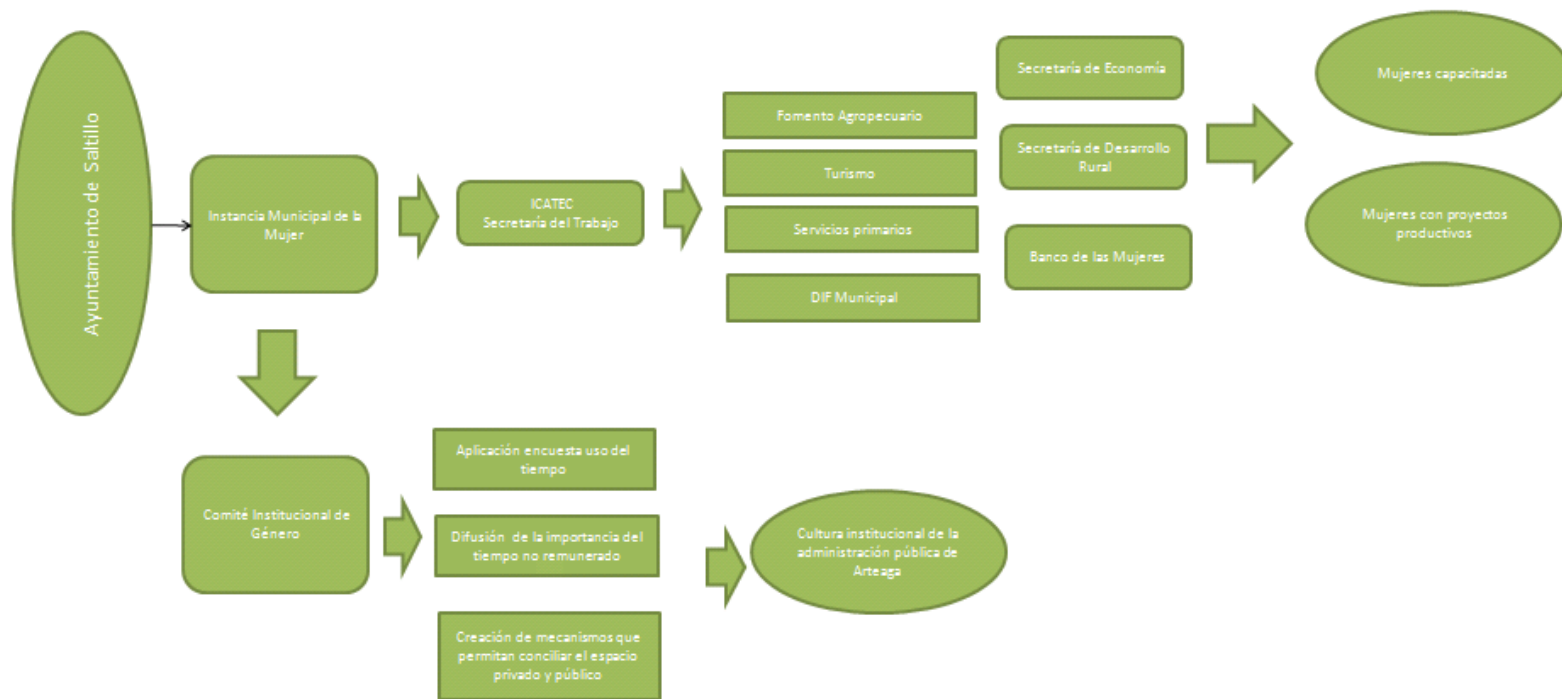 Ayuntamiento de Saltillo
Instancia Municipal de la
Mujer
ICATEC
Secretaría del Trabajo
Fomento Agropecuario
Turismo
Servicios primarios
DIF Municipal
Secretaría de Economía
Secretaría de Desarrollo
Rural
Banco de las Mujeres
Mujeres capacitadas
Mujeres con proyectos
productivos
Comité Institucional de
Género
Aplicación encuesta uso del
tiempo
Difusión de la importancia del
tiempo no remunerado
Creación de mecanismos que
permitan conciliar el espacio
privado y público
Cultura institucional de la
administración pública de
Arteaga